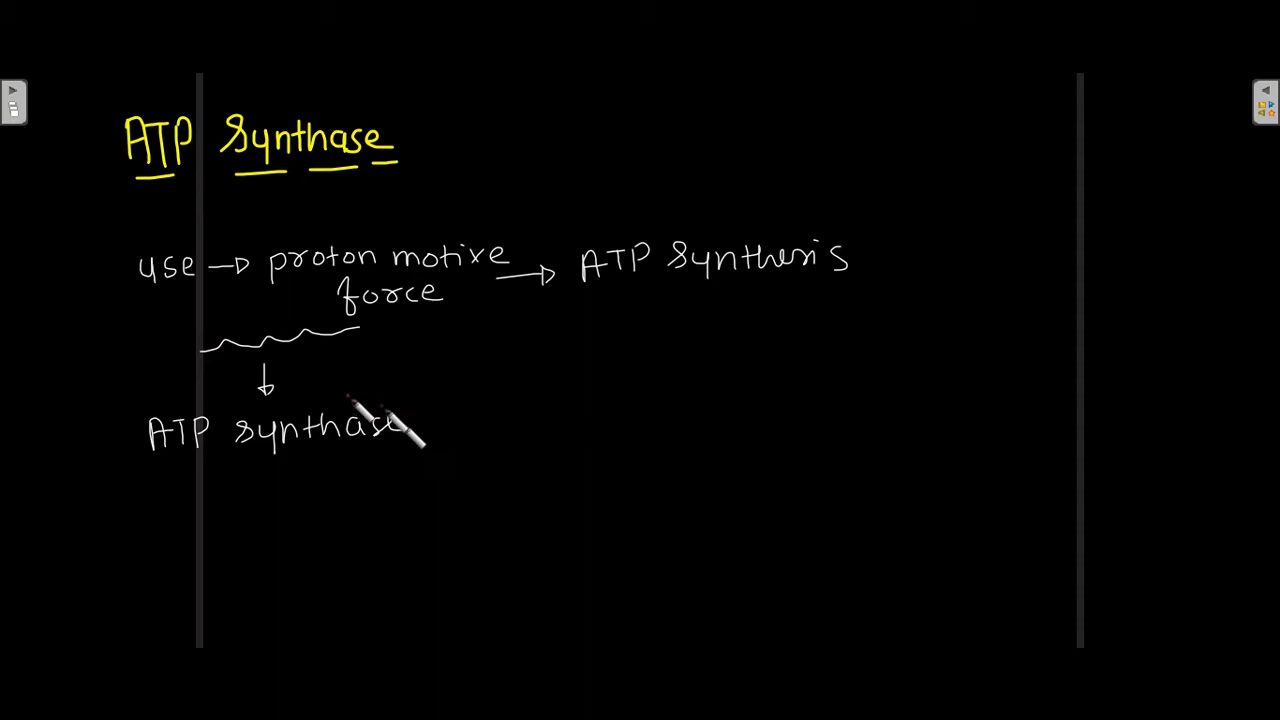 ATP Synthase
use → proton motive → ATP Synthesis
force
↓
ATP synthase